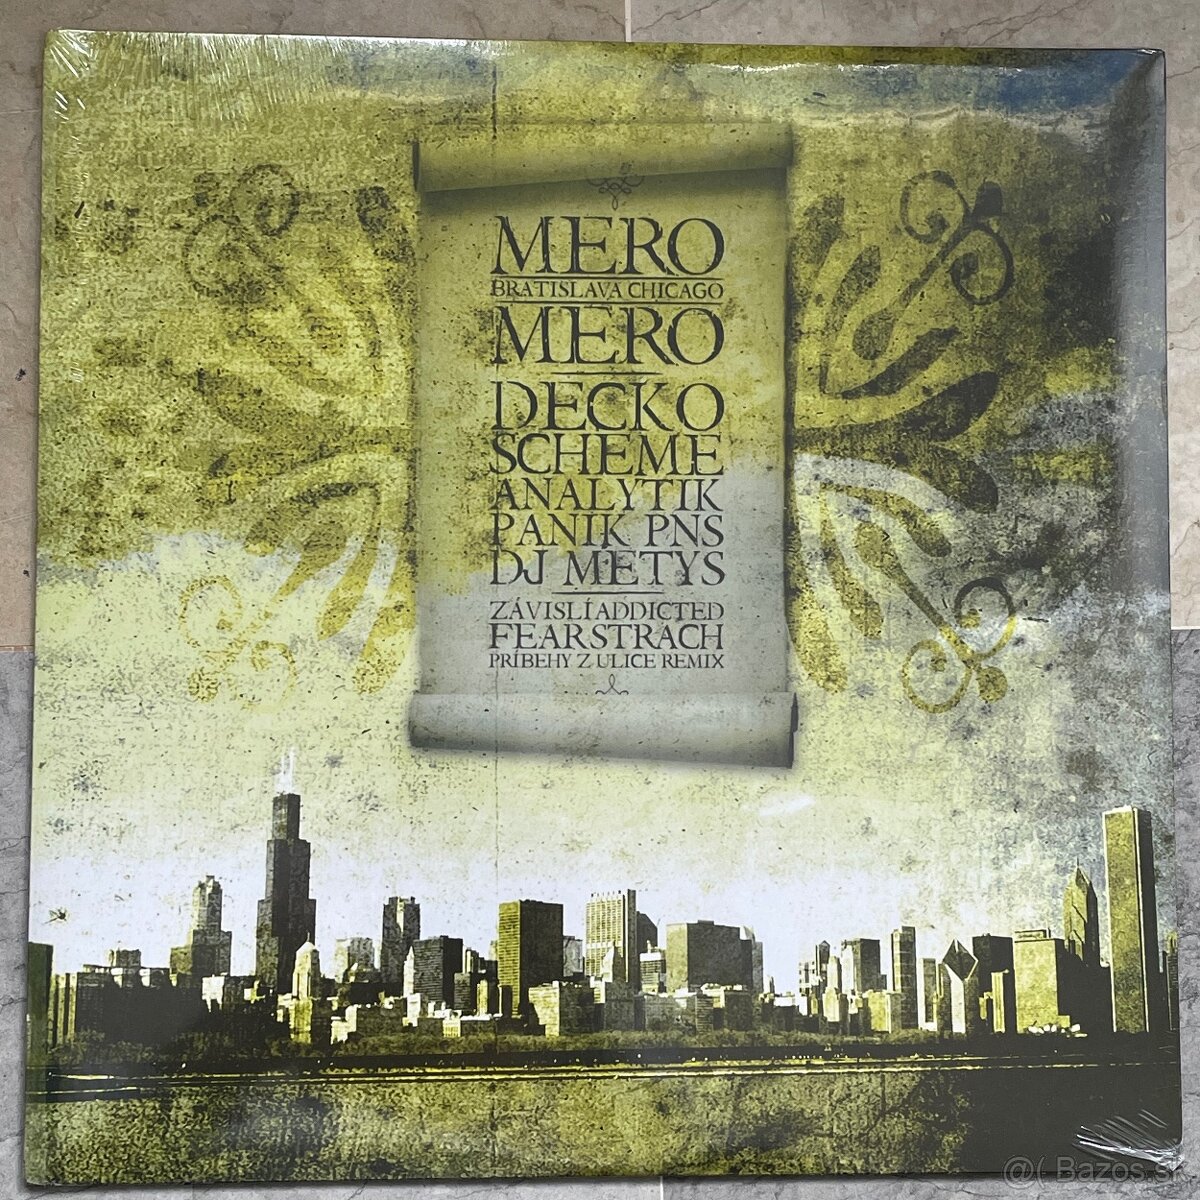 MERO
BRATISLAVA CHICAGO
MERO
DECKO
SCHEME
ANALYTIK
PANIK PNS
DJ METYS
ZÁVISLÍ ADDICTED
FEARSTRACH
PRÍBEHY Z ULICE REMIX
@( Bazos.sk